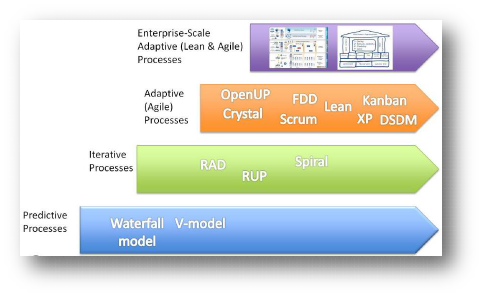 Enterprise-Scale
Adaptive (Lean & Agile)
Processes
Adaptive
(Agile)
Processes
OpenUP
FDD
Lean
Kanban
Crystal
Scrum
XP
DSDM
Iterative
Processes
RAD
RUP
Spiral
Predictive
Processes
Waterfall
model
V-model